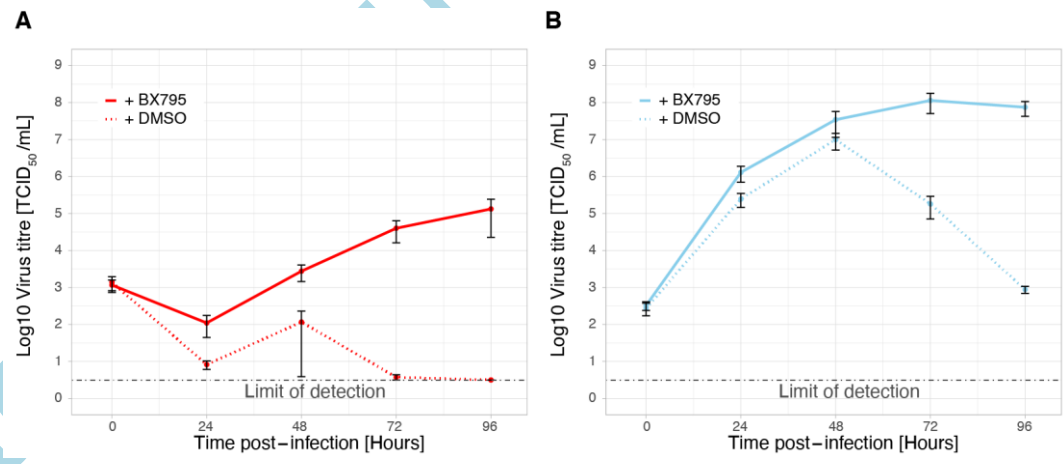 A
Log10 Virus titre [TCID50 /mL]
9
8
7
6
5
4
3
2
1
0
+ BX795
+ DMSO
Limit of detection
0 24 48 72 96
Time post−infection [Hours]
B
Log10 Virus titre [TCID50 /mL]
9
8
7
6
5
4
3
2
1
0
+ BX795
+ DMSO
Limit of detection
0 24 48 72 96
Time post−infection [Hours]